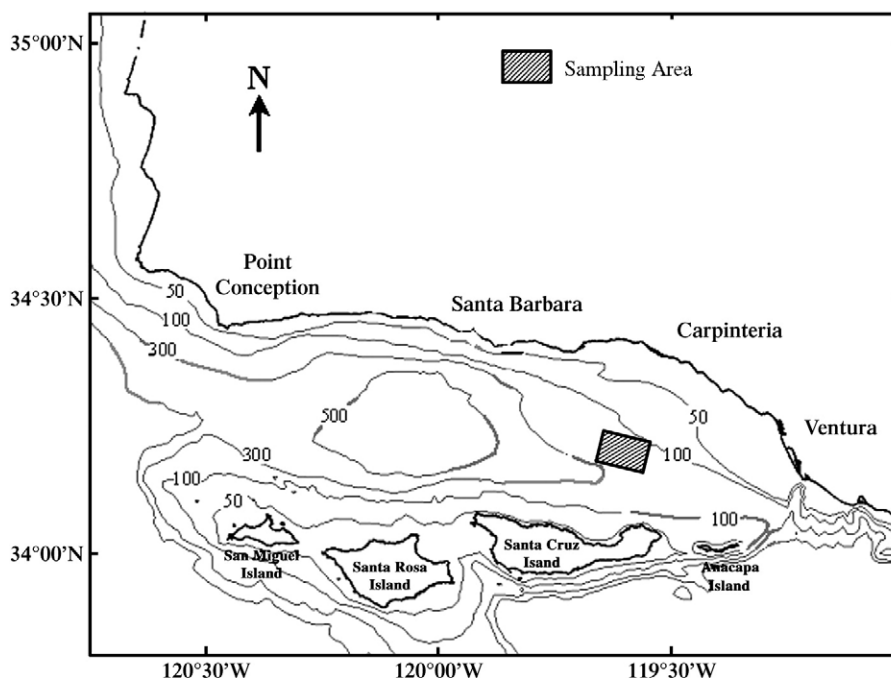 35°00'N
N
Sampling Area
Point
Conception
34°30'N
50
Santa Barbara
100
Carpinteria
300
50
500
Ventura
100
300
100
50
100
34°00'N
San Miguel
Island
Santa Rosa
Island
Santa Cruz
Isand
Anacapa
Island
120°30'W
120°00'W
119°30'W